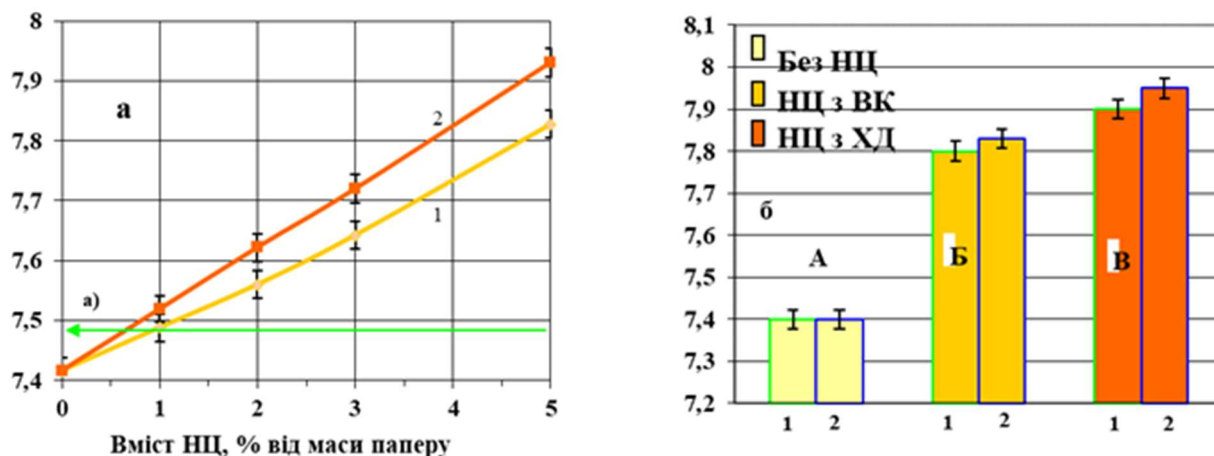 8
7,9
7,8
7,7
7,6
7,5
7,4
а
2
1
а)
0 1 2 3 4 5
Вміст НЦ, % від маси паперу
8,1
8
7,9
7,8
7,7
7,6
7,5
7,4
7,3
7,2
Без НЦ
НЦ з ВК
НЦ з ХД
б
А
Б
В
1 2 1 2 1 2